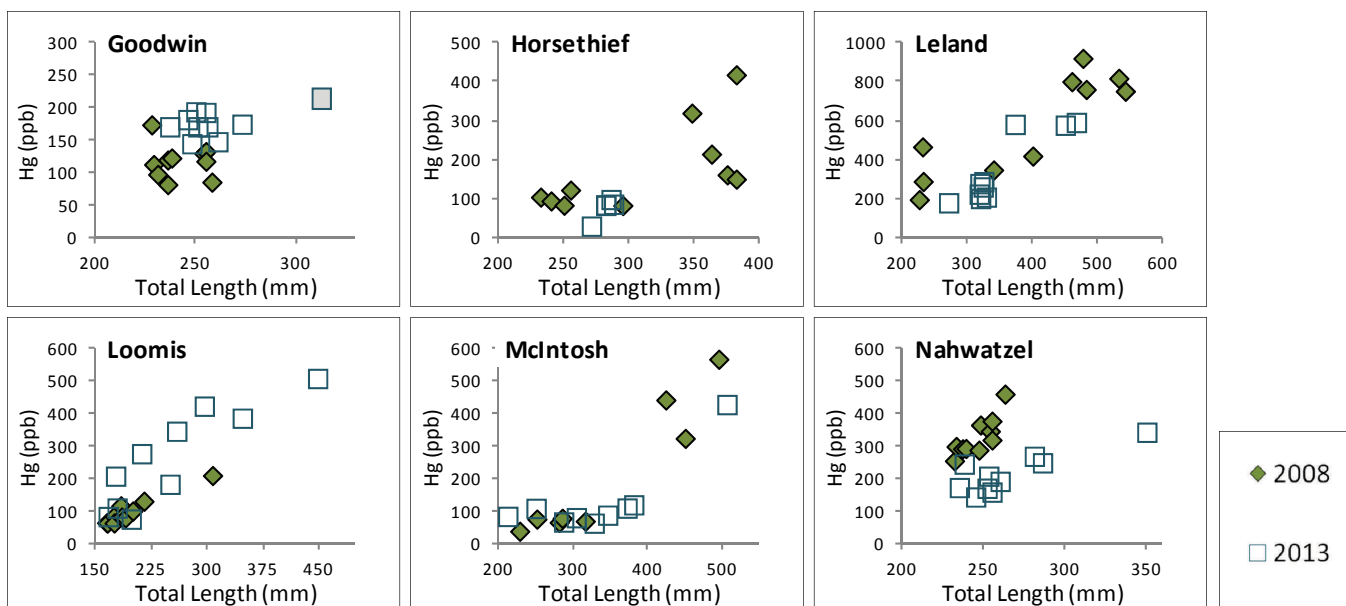 Goodwin
Hg (ppb)
300
250
200
150
100
50
0
200 250 300
Total Length (mm)
Horsethief
Hg (ppb)
500
400
300
200
100
0
200 250 300 350 400
Total Length (mm)
Leland
Hg (ppb)
1000
800
600
400
200
0
200 300 400 500 600
Total Length (mm)
Loomis
Hg (ppb)
600
500
400
300
200
100
0
150 225 300 375 450
Total Length (mm)
McIntosh
Hg (ppb)
600
500
400
300
200
100
0
200 300 400 500
Total Length (mm)
Nahwatzel
Hg (ppb)
600
500
400
300
200
100
0
200 250 300 350
Total Length (mm)
2008
2013